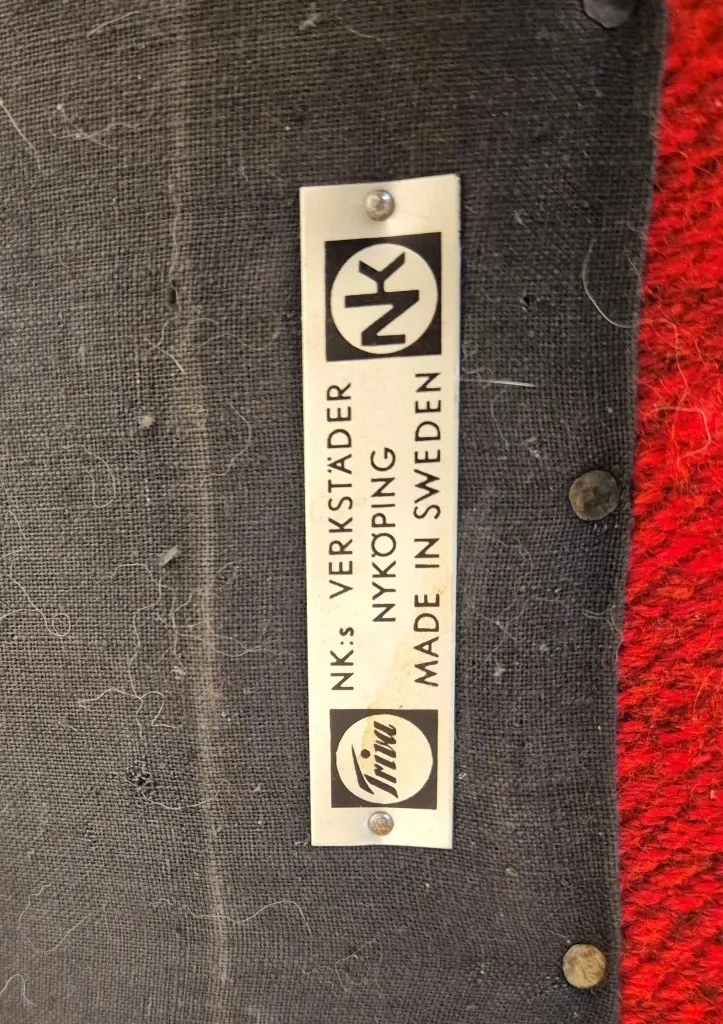 Triva
NK:s VERKSTÄDER
NYKÖPING
MADE IN SWEDEN
NK